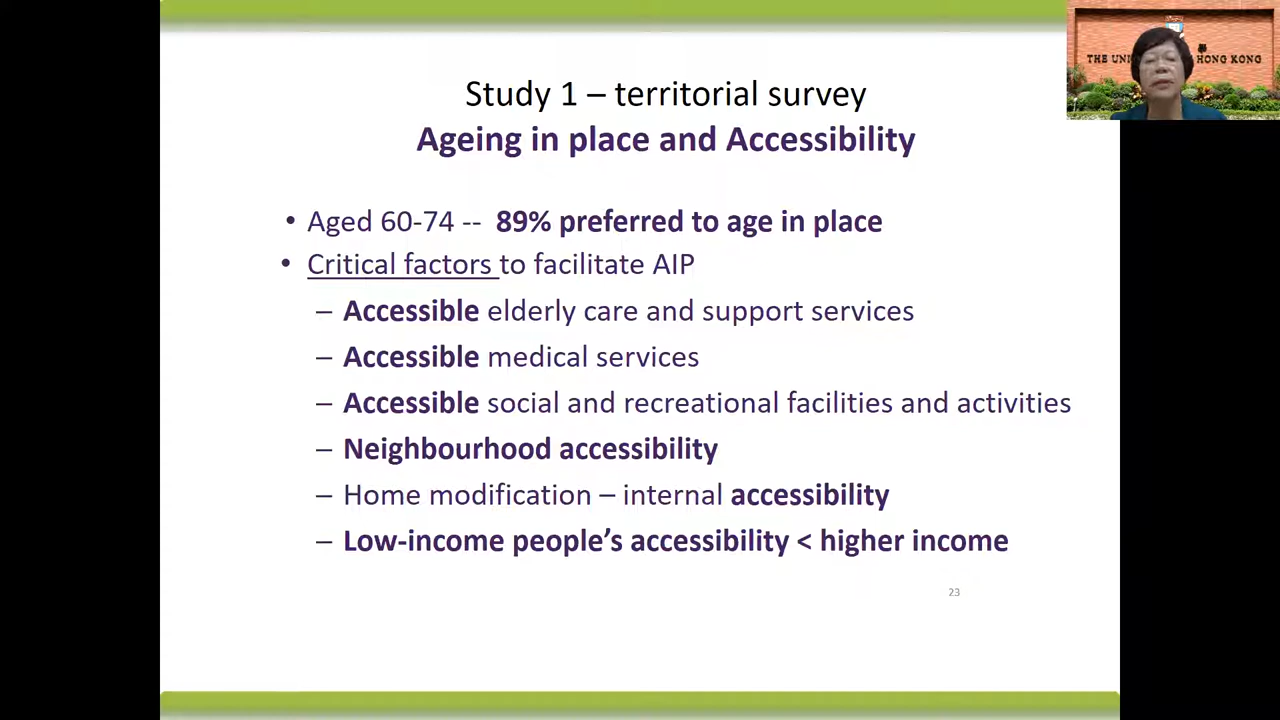 Study 1 – territorial survey
Ageing in place and Accessibility
• Aged 60-74 -- 89% preferred to age in place
• Critical factors to facilitate AIP
– Accessible elderly care and support services
– Accessible medical services
– Accessible social and recreational facilities and activities
– Neighbourhood accessibility
– Home modification – internal accessibility
– Low-income people’s accessibility < higher income
23
THE UNI HONG KONG